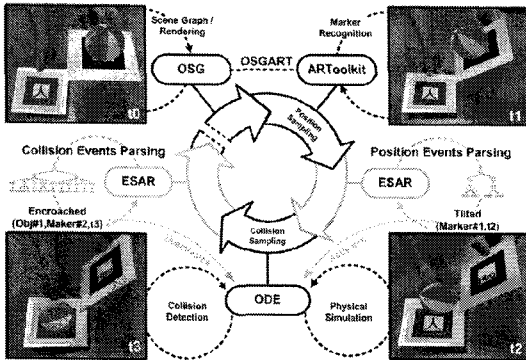 Scene Graph /
Rendering
Marker
Recognition
OSG
OSGART
ARToolkit
t0
t1
Position
Sampling
Collision Events Parsing
Position Events Parsing
ESAR
ESAR
Encroached
(Obj#1,Maker#2,t3)
Tilted
(Marker#1,t2)
Collision
Sampling
Collision
Detection
ODE
Physical
Simulation
t3
t2